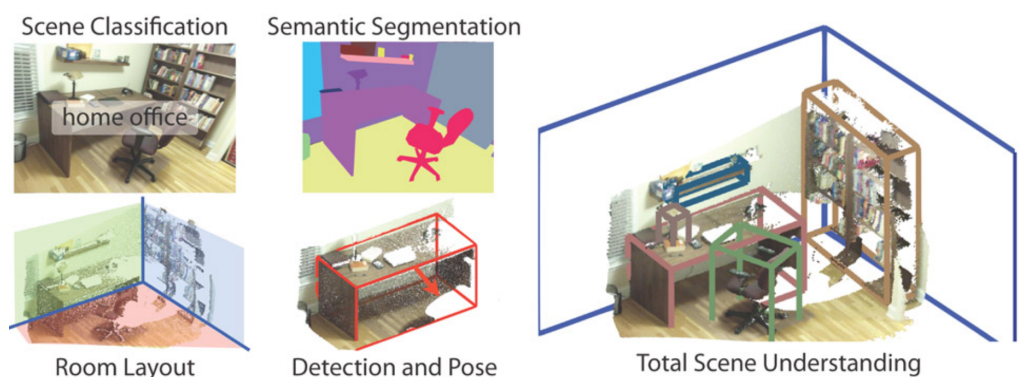 Scene Classification
Semantic Segmentation
home office
Room Layout
Detection and Pose
Total Scene Understanding